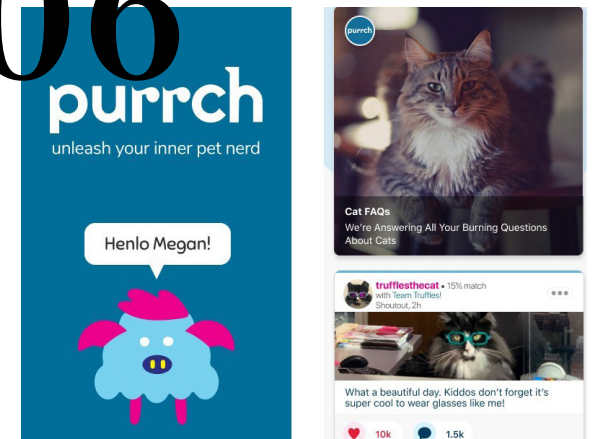 06
purrch
unleash your inner pet nerd
Henlo Megan!
purrch
Cat FAQs
We're Answering All Your Burning Questions
About Cats
trufflesthecat • 15% match
with Team Truffles!
Shoutout, 2h
What a beautiful day. Kiddos don't forget it's
super cool to wear glasses like me!
10k
1.5k